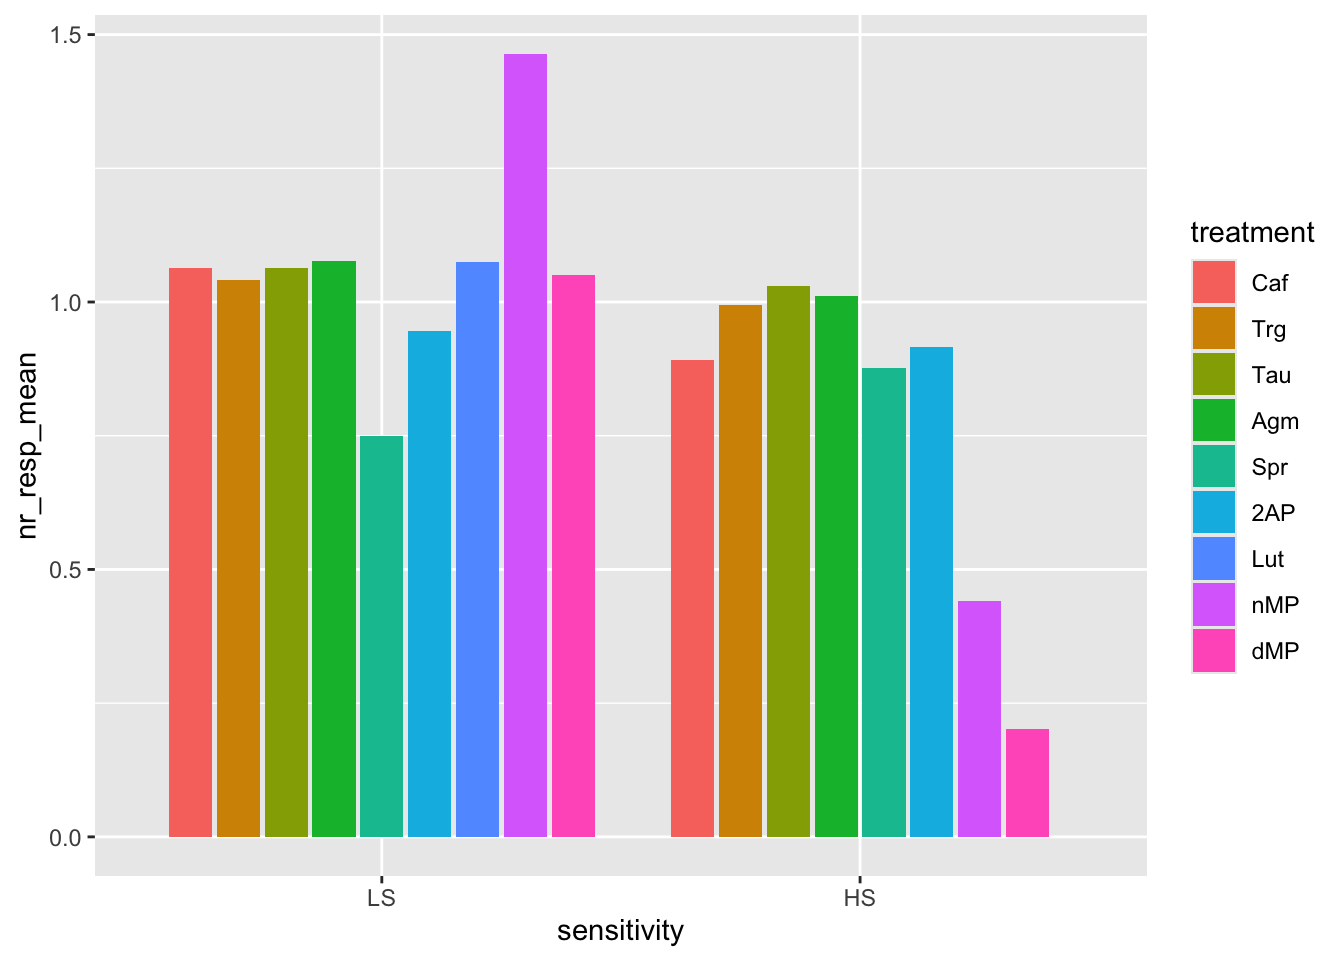 1.5
1.0
0.5
0.0
nr_resp_mean
LS
HS
sensitivity
treatment
Caf
Trg
Tau
Agm
Spr
2AP
Lut
nMP
dMP